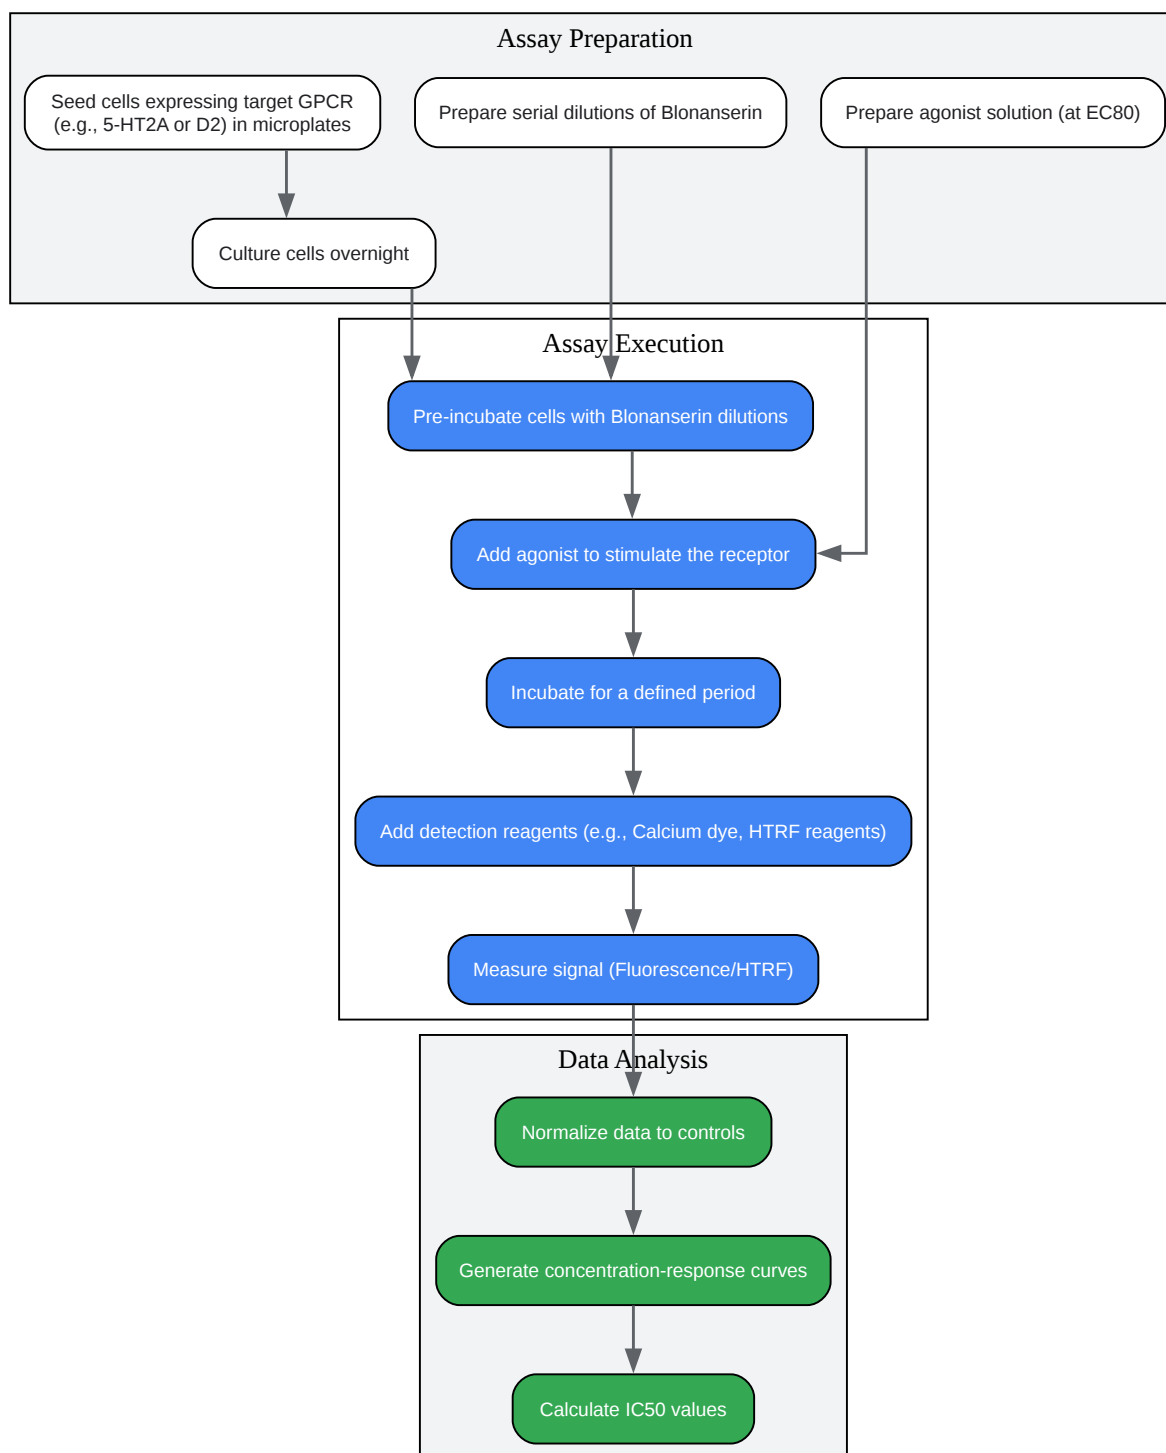 Assay Preparation
Seed cells expressing target GPCR
(e.g., 5-HT2A or D2) in microplates
Prepare serial dilutions of Blonanserin
Prepare agonist solution (at EC80)
Culture cells overnight
Assay Execution
Pre-incubate cells with Blonanserin dilutions
Add agonist to stimulate the receptor
Incubate for a defined period
Add detection reagents (e.g., Calcium dye, HTRF reagents)
Measure signal (Fluorescence/HTRF)
Data Analysis
Normalize data to controls
Generate concentration-response curves
Calculate IC50 values